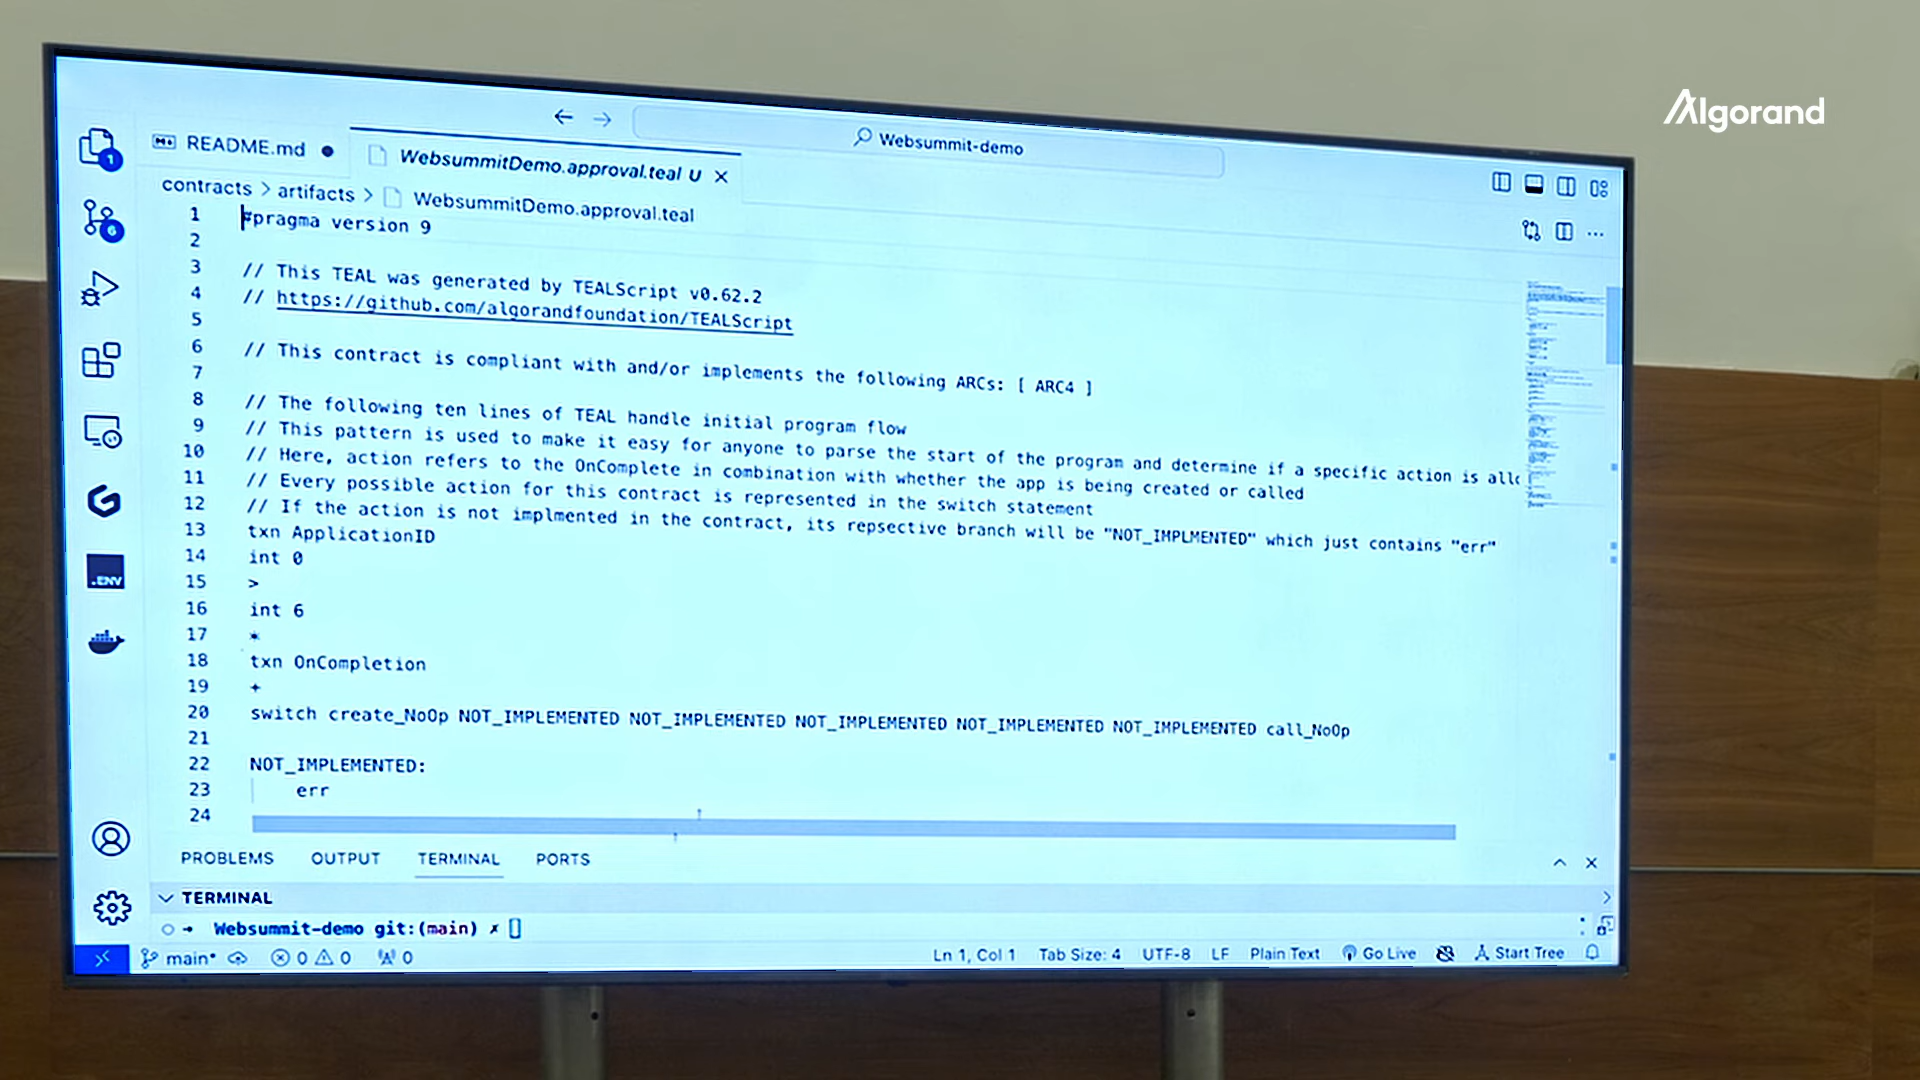 Algorand
Websummit-demo
README.md
WebsummitDemo.approval.teal U
contracts > artifacts > WebsummitDemo.approval.teal
1 #pragma version 9
2
3 // This TEAL was generated by TEALScript v0.62.2
4 // https://github.com/algorandfoundation/TEALScript
5
6 // This contract is compliant with and/or implements the following ARCs: [ ARC4 ]
7
8 // The following ten lines of TEAL handle initial program flow
9 // This pattern is used to make it easy for anyone to parse the start of the program and determine if a specific action is allo
10 // Here, action refers to the OnComplete in combination with whether the app is being created or called
11 // Every possible action for this contract is represented in the switch statement
12 // If the action is not implmented in the contract, its repsective branch will be "NOT_IMPLMENTED" which just contains "err"
13 txn ApplicationID
14 int 0
15 >
16 int 6
17 *
18 txn OnCompletion
19 +
20 switch create_NoOp NOT_IMPLEMENTED NOT_IMPLEMENTED NOT_IMPLEMENTED NOT_IMPLEMENTED NOT_IMPLEMENTED call_NoOp
21
22 NOT_IMPLEMENTED:
23 err
24
1
6
.ENV
PROBLEMS OUTPUT TERMINAL PORTS
TERMINAL
Websummit-demo git:(main) ✗
main* 0 0 0 Ln 1, Col 1 Tab Size: 4 UTF-8 LF Plain Text Go Live Start Tree